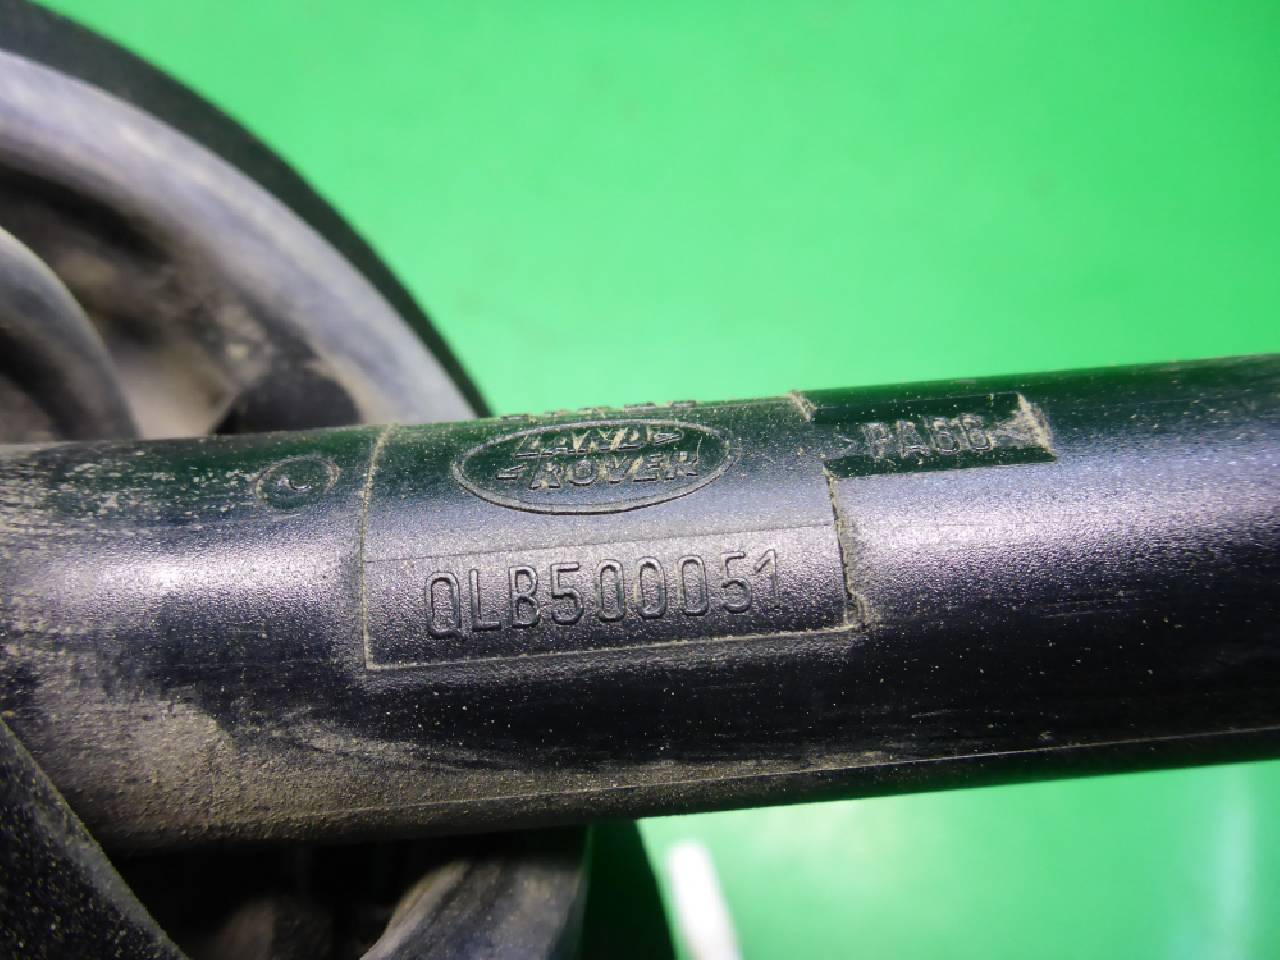 LAND
ROVER
>PA66<
QLB500051